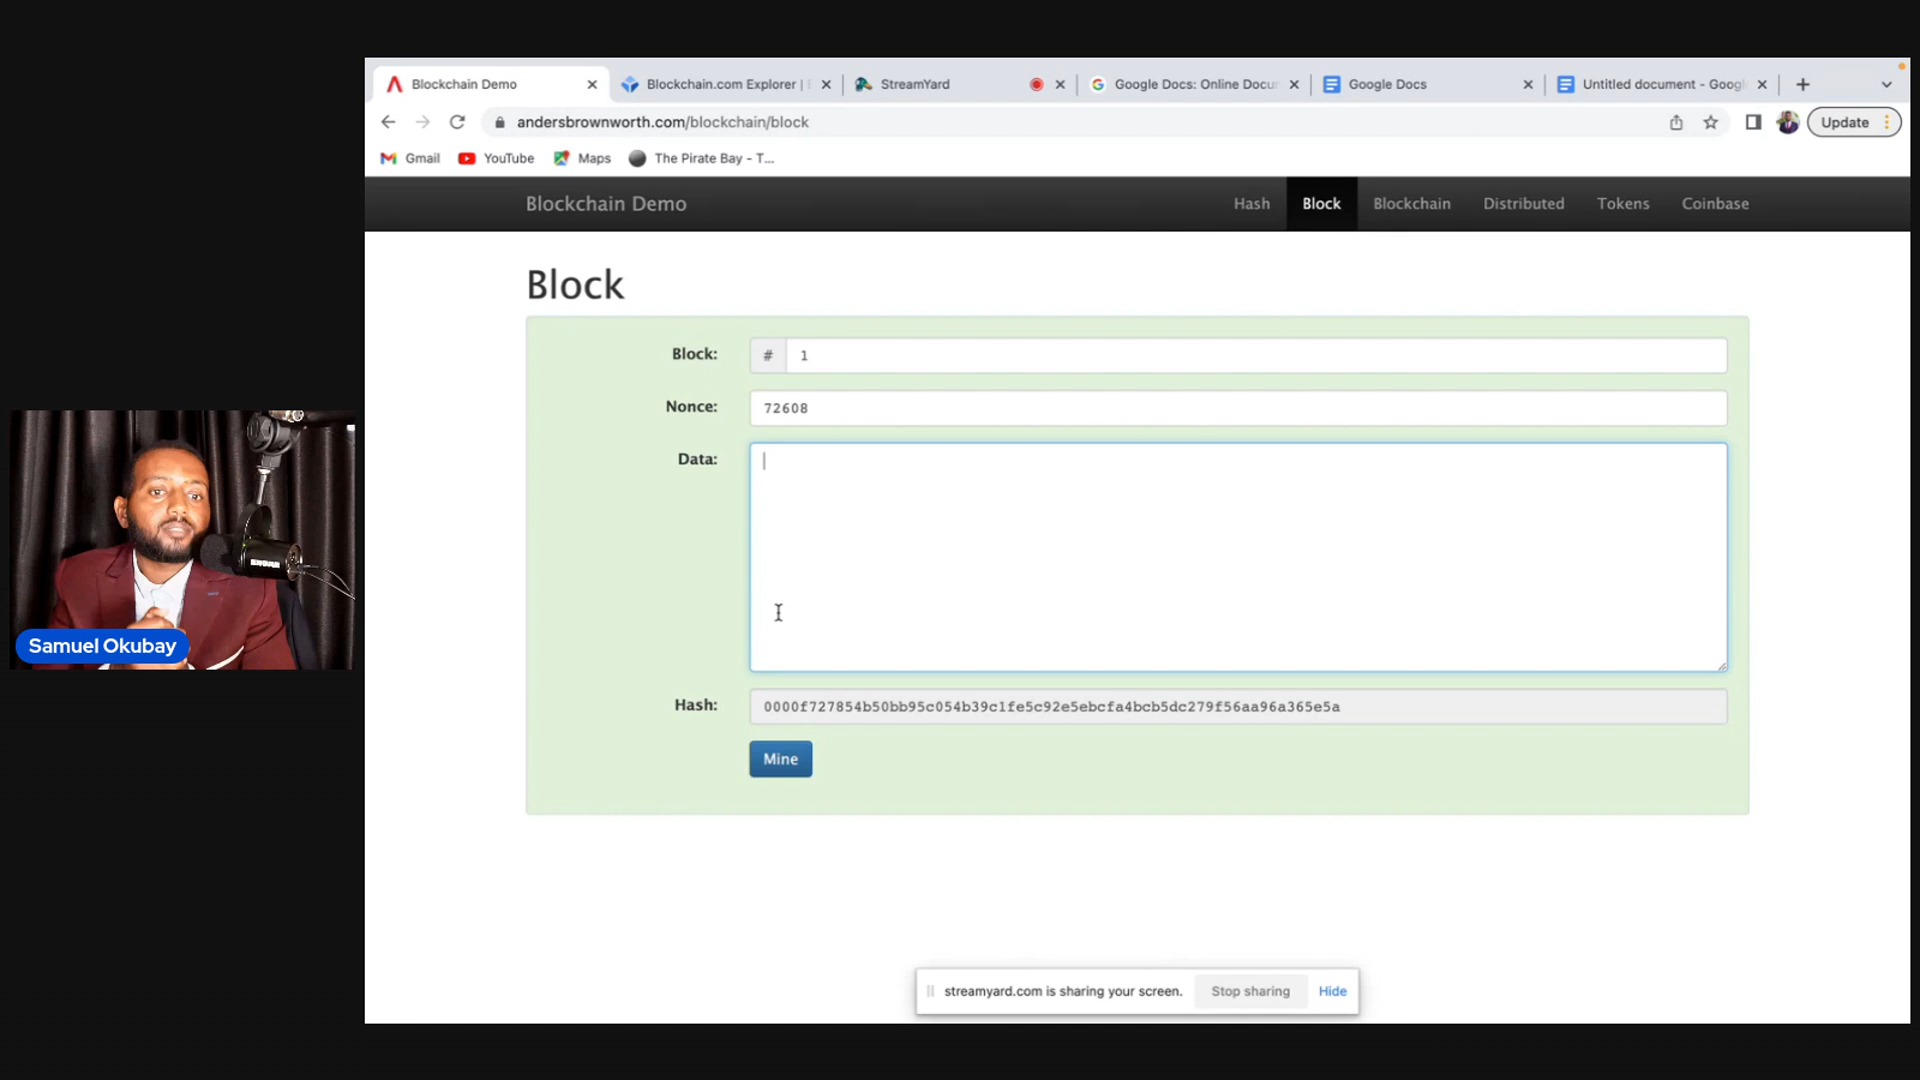 Blockchain Demo
Blockchain.com Explorer |
StreamYard
Google Docs: Online Docu
Google Docs
Untitled document - Googl
andersbrownworth.com/blockchain/block
Update
Gmail
YouTube
Maps
The Pirate Bay - T...
Blockchain Demo
Hash
Block
Blockchain
Distributed
Tokens
Coinbase
Block
Block: # 1
Nonce: 72608
Data:
Hash: 0000f727854b50bb95c054b39c1fe5c92e5ebcfa4bcb5dc279f56aa96a365e5a
Mine
Samuel Okubay
streamyard.com is sharing your screen. Stop sharing Hide